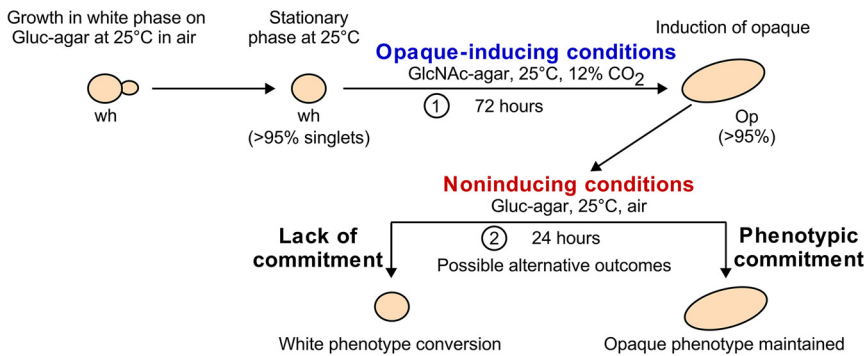 Growth in white phase on
Gluc-agar at 25°C in air
Stationary
phase at 25°C
Induction of opaque
Opaque-inducing conditions
GlcNAc-agar, 25°C, 12% CO2
1 72 hours
wh
wh
(>95% singlets)
Op
(>95%)
Noninducing conditions
Gluc-agar, 25°C, air
2 24 hours
Possible alternative outcomes
Lack of
commitment
Phenotypic
commitment
White phenotype conversion
Opaque phenotype maintained